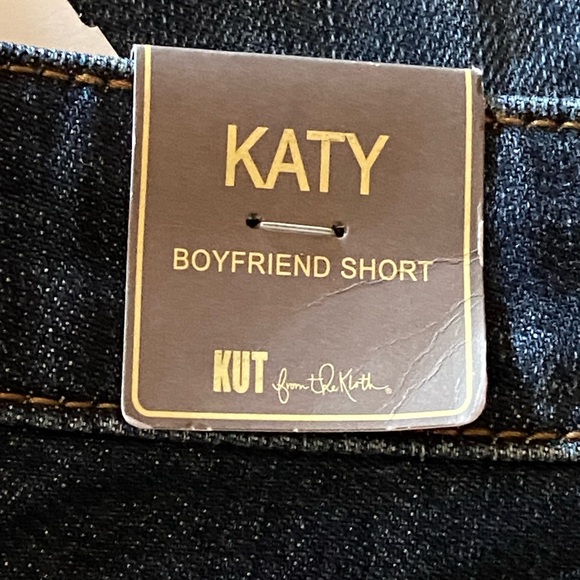 KATY
BOYFRIEND SHORT
KUT from the Kloth®